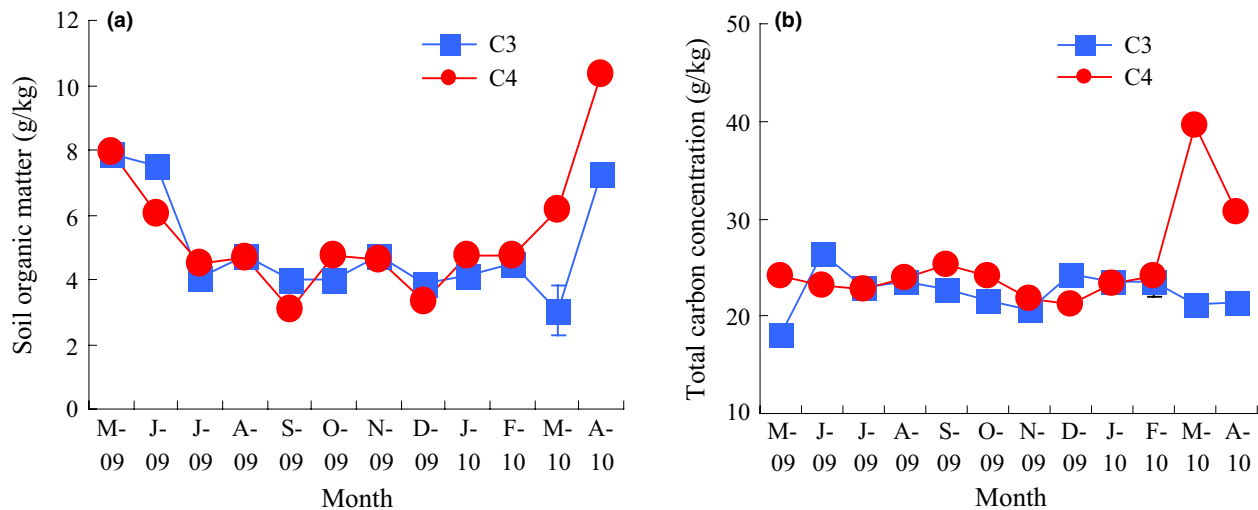 (a)
Soil organic matter (g/kg)
12
10
8
6
4
2
0
C3
C4
M- J- J- A- S- O- N- D- J- F- M- A-
09 09 09 09 09 09 09 09 10 10 10 10
Month
(b)
Total carbon concentration (g/kg)
50
40
30
20
10
C3
C4
M- J- J- A- S- O- N- D- J- F- M- A-
09 09 09 09 09 09 09 09 10 10 10 10
Month